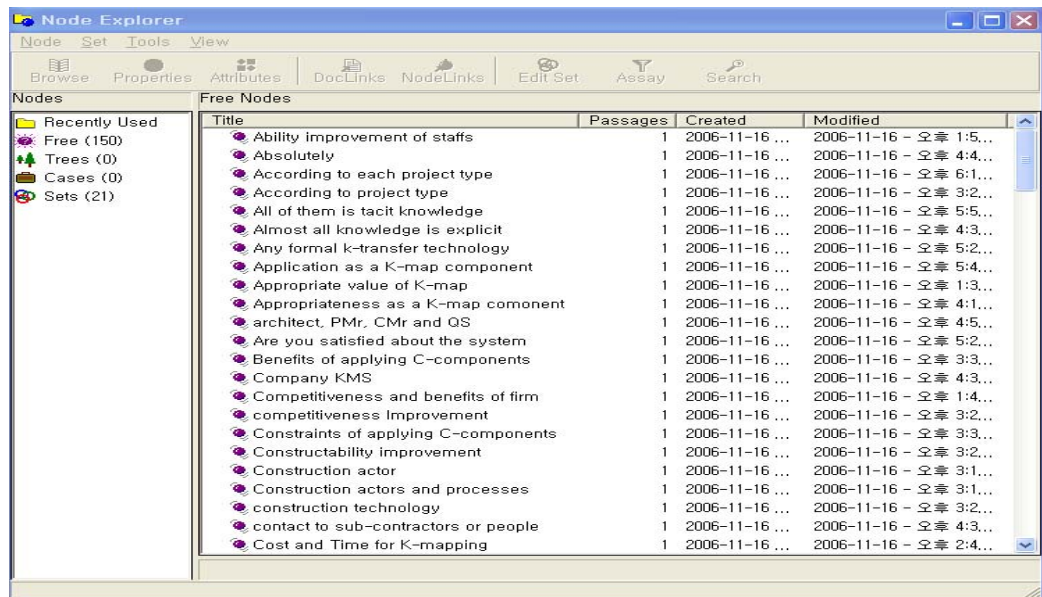 Node Explorer
Node Set Tools View
Browse Properties Attributes DocLinks NodeLinks Edit Set Assay Search
Nodes Free Nodes
Recently Used
Free (150)
Trees (0)
Cases (0)
Sets (21)
Title Passages Created Modified
Ability improvement of staffs 1 2006-11-16 ... 2006-11-16 - 오후 1:5...
Absolutely 1 2006-11-16 ... 2006-11-16 - 오후 4:4...
According to each project type 1 2006-11-16 ... 2006-11-16 - 오후 6:1...
According to project type 1 2006-11-16 ... 2006-11-16 - 오후 3:2...
All of them is tacit knowledge 1 2006-11-16 ... 2006-11-16 - 오후 5:5...
Almost all knowledge is explicit 1 2006-11-16 ... 2006-11-16 - 오후 4:3...
Any formal k-transfer technology 1 2006-11-16 ... 2006-11-16 - 오후 5:2...
Application as a K-map component 1 2006-11-16 ... 2006-11-16 - 오후 5:4...
Appropriate value of K-map 1 2006-11-16 ... 2006-11-16 - 오후 1:3...
Appropriateness as a K-map comonent 1 2006-11-16 ... 2006-11-16 - 오후 4:1...
architect, PMr, CMr and QS 1 2006-11-16 ... 2006-11-16 - 오후 4:5...
Are you satisfied about the system 1 2006-11-16 ... 2006-11-16 - 오후 5:2...
Benefits of applying C-components 1 2006-11-16 ... 2006-11-16 - 오후 3:3...
Company KMS 1 2006-11-16 ... 2006-11-16 - 오후 4:3...
Competitiveness and benefits of firm 1 2006-11-16 ... 2006-11-16 - 오후 1:4...
competitiveness Improvement 1 2006-11-16 ... 2006-11-16 - 오후 3:2...
Constraints of applying C-components 1 2006-11-16 ... 2006-11-16 - 오후 3:3...
Constructability improvement 1 2006-11-16 ... 2006-11-16 - 오후 3:2...
Construction actor 1 2006-11-16 ... 2006-11-16 - 오후 3:1...
Construction actors and processes 1 2006-11-16 ... 2006-11-16 - 오후 3:1...
construction technology 1 2006-11-16 ... 2006-11-16 - 오후 3:2...
contact to sub-contractors or people 1 2006-11-16 ... 2006-11-16 - 오후 4:3...
Cost and Time for K-mapping 1 2006-11-16 ... 2006-11-16 - 오후 2:4...